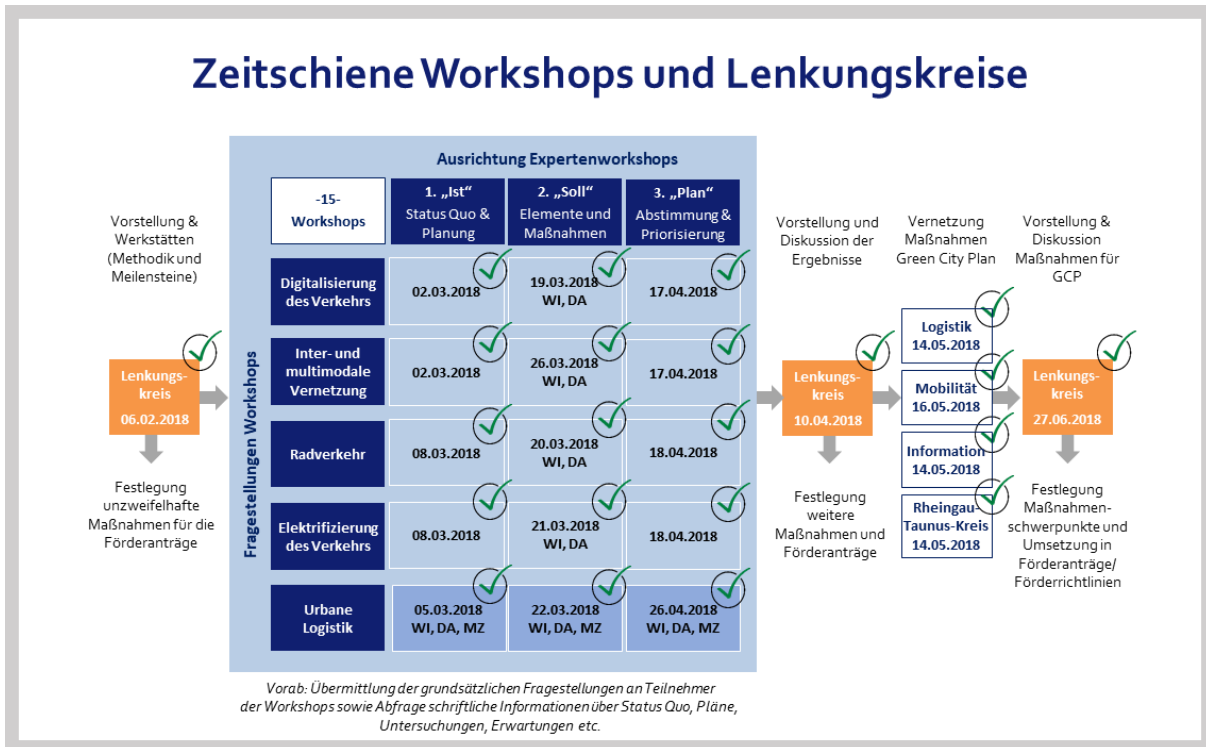 Zeitschiene Workshops und Lenkungskreise
Vorstellung &
Werkstätten
(Methodik und
Meilensteine)
Lenkungs-
kreis
06.02.2018
Festlegung
unzweifelhafte
Maßnahmen für die
Förderanträge
Ausrichtung Expertenworkshops
Fragestellungen Workshops
-15-
Workshops
1. „Ist“
Status Quo &
Planung
2. „Soll“
Elemente und
Maßnahmen
3. „Plan“
Abstimmung &
Priorisierung
Digitalisierung
des Verkehrs
02.03.2018
19.03.2018
WI, DA
17.04.2018
Inter- und
multimodale
Vernetzung
02.03.2018
26.03.2018
WI, DA
17.04.2018
Radverkehr
08.03.2018
20.03.2018
WI, DA
18.04.2018
Elektrifizierung
des Verkehrs
08.03.2018
21.03.2018
WI, DA
18.04.2018
Urbane
Logistik
05.03.2018
WI, DA, MZ
22.03.2018
WI, DA, MZ
26.04.2018
WI, DA, MZ
Vorstellung und
Diskussion der
Ergebnisse
Lenkungs-
kreis
10.04.2018
Festlegung
weitere
Maßnahmen und
Förderanträge
Vernetzung
Maßnahmen
Green City Plan
Logistik
14.05.2018
Mobilität
16.05.2018
Information
14.05.2018
Rheingau-
Taunus-Kreis
14.05.2018
Vorstellung &
Diskussion
Maßnahmen für
GCP
Lenkungs-
kreis
27.06.2018
Festlegung
Maßnahmen-
schwerpunkte und
Umsetzung in
Förderanträge/
Förderrichtlinien
Vorab: Übermittlung der grundsätzlichen Fragestellungen an Teilnehmer
der Workshops sowie Abfrage schriftliche Informationen über Status Quo, Pläne,
Untersuchungen, Erwartungen etc.